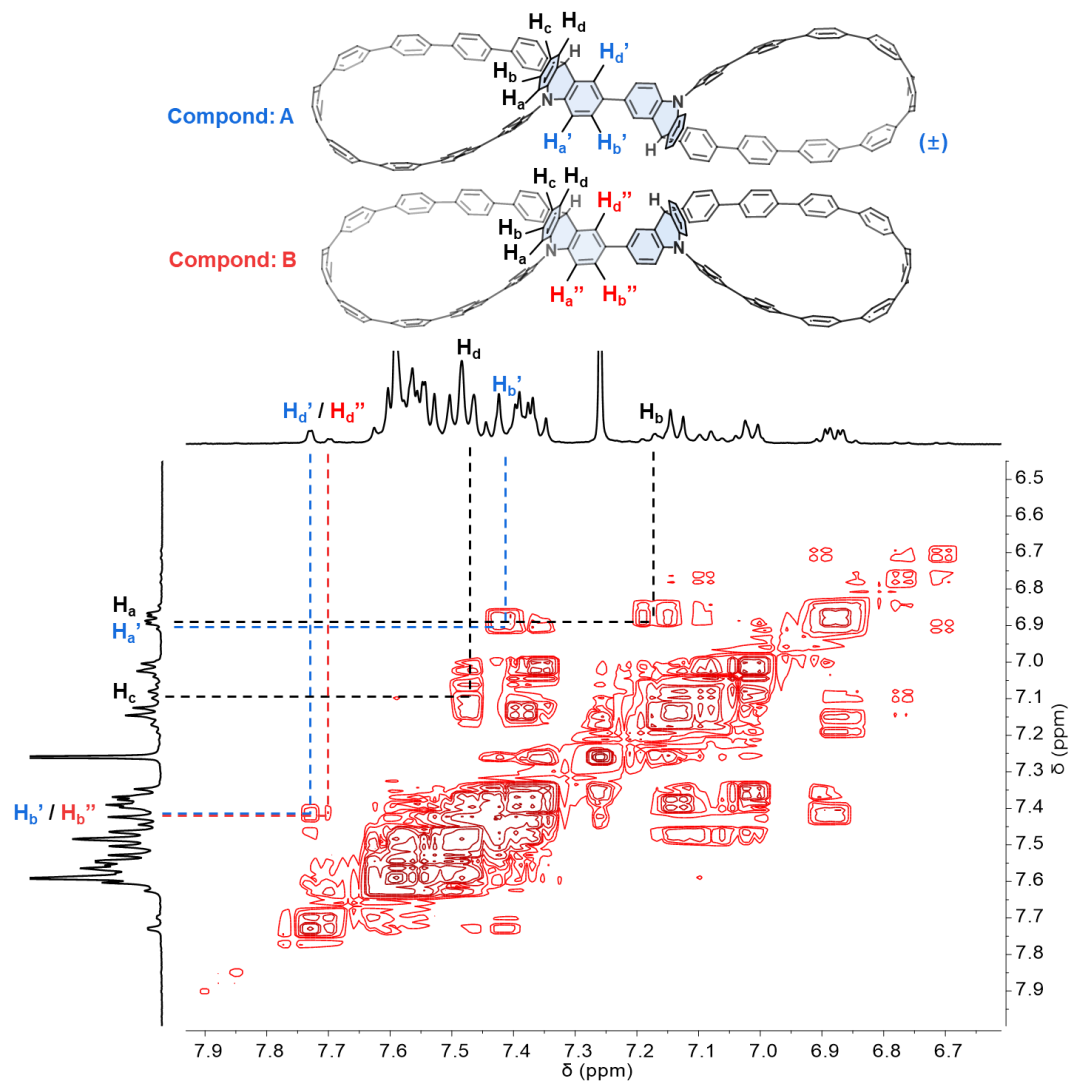 Hc Hd
H Hd’
Hb
Ha N N
Compond: A
Ha’ Hb’ H (±)
Hc Hd
H Hd” H
Hb
Ha N N
Compond: B
Ha” Hb”
Hd
Hb’
Hd’ / Hd” Hb
6.5
6.6
6.7
6.8
Ha
6.9
Ha’
7.0
Hc
7.1
7.2
7.3
7.4
Hb’ / Hb”
7.5
7.6
7.7
7.8
7.9
δ (ppm)
7.9 7.8 7.7 7.6 7.5 7.4 7.3 7.2 7.1 7.0 6.9 6.8 6.7
δ (ppm)